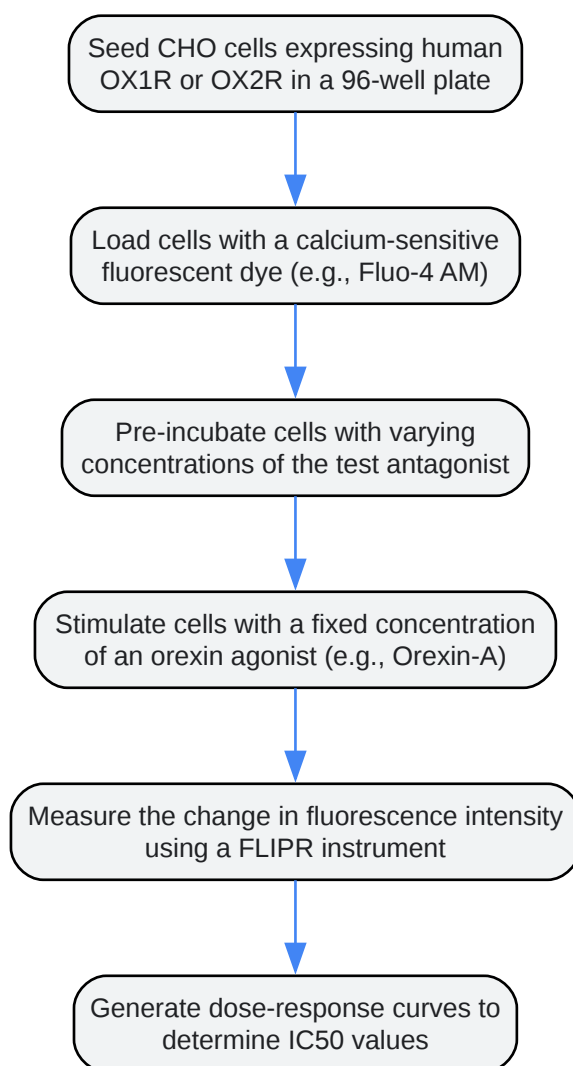 Seed CHO cells expressing human
OX1R or OX2R in a 96-well plate
Load cells with a calcium-sensitive
fluorescent dye (e.g., Fluo-4 AM)
Pre-incubate cells with varying
concentrations of the test antagonist
Stimulate cells with a fixed concentration
of an orexin agonist (e.g., Orexin-A)
Measure the change in fluorescence intensity
using a FLIPR instrument
Generate dose-response curves to
determine IC50 values